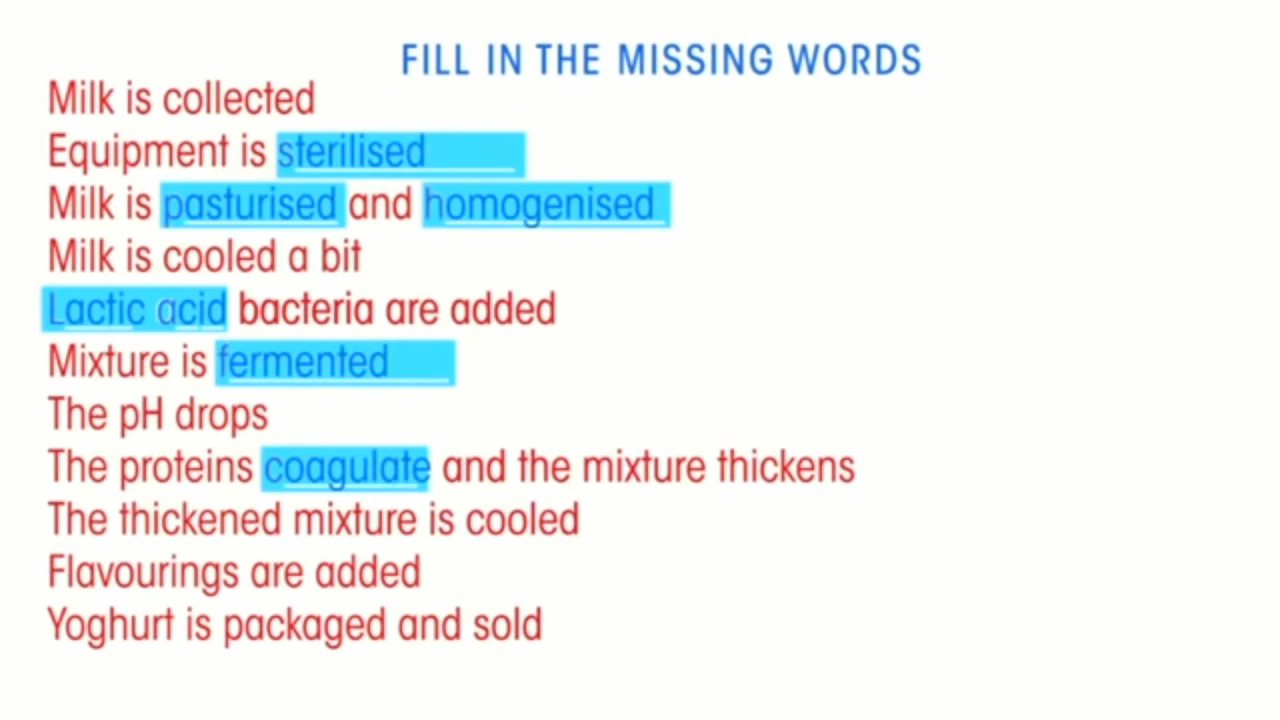 FILL IN THE MISSING WORDS
Milk is collected
Equipment is sterilised
Milk is pasturised and homogenised
Milk is cooled a bit
Lactic acid bacteria are added
Mixture is fermented
The pH drops
The proteins coagulate and the mixture thickens
The thickened mixture is cooled
Flavourings are added
Yoghurt is packaged and sold